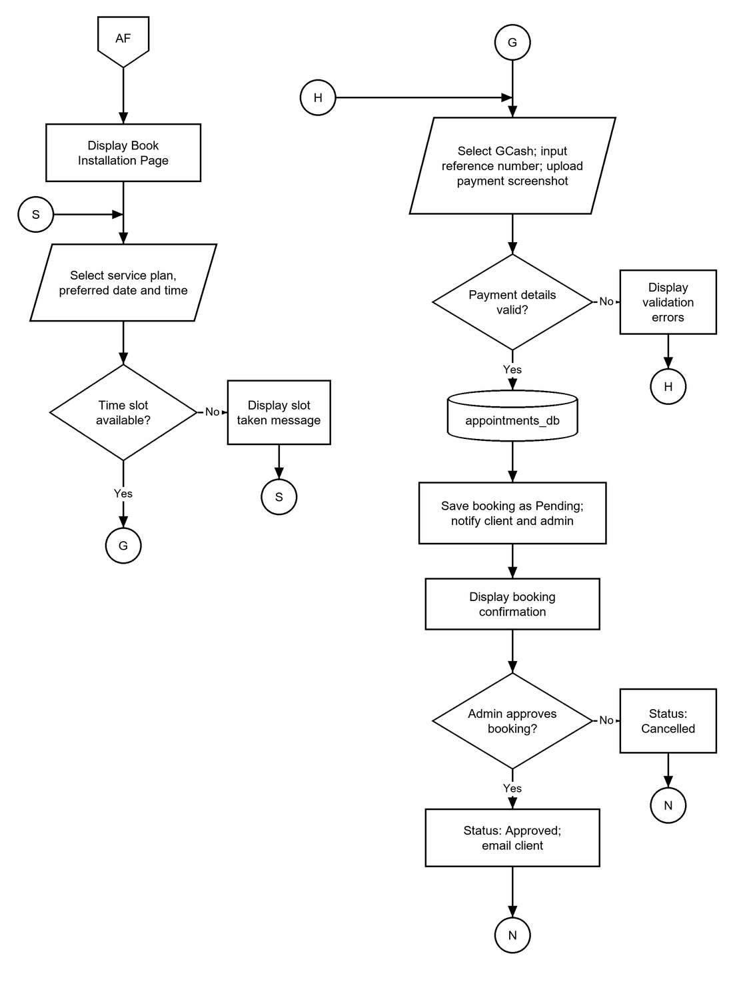 AF
Display Book
Installation Page
S
Select service plan,
preferred date and time
Time slot
available?
No
Display slot
taken message
S
Yes
G
G
H
Select GCash; input
reference number; upload
payment screenshot
Payment details
valid?
No
Display
validation
errors
H
Yes
appointments_db
Save booking as Pending;
notify client and admin
Display booking
confirmation
Admin approves
booking?
No
Status:
Cancelled
N
Yes
Status: Approved;
email client
N